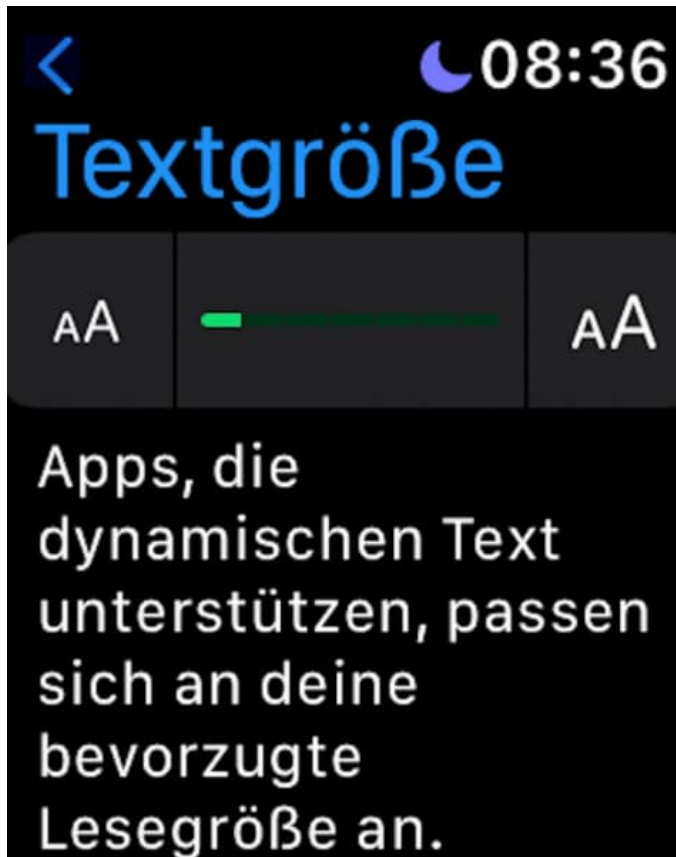 08:36
Textgröße
AA AA
Apps, die
dynamischen Text
unterstützen, passen
sich an deine
bevorzugte
Lesegröße an.